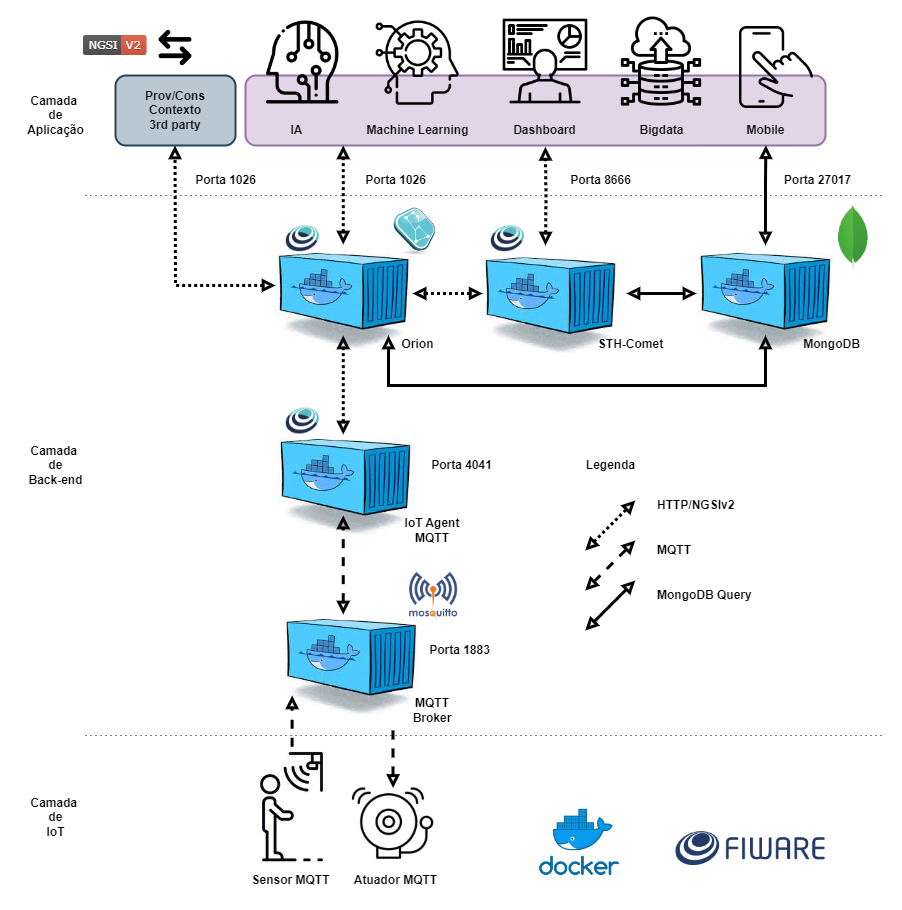 NGSI V2
Camada
de
Aplicação
Prov/Cons
Contexto
3rd party
IA
Machine Learning
Dashboard
Bigdata
Mobile
Porta 1026
Porta 1026
Porta 8666
Porta 27017
Orion
STH-Comet
MongoDB
Camada
de
Back-end
Porta 4041
IoT Agent
MQTT
Legenda
HTTP/NGSIv2
MQTT
MongoDB Query
mosquitto
Porta 1883
MQTT
Broker
Camada
de
IoT
Sensor MQTT
Atuador MQTT
docker
FIWARE